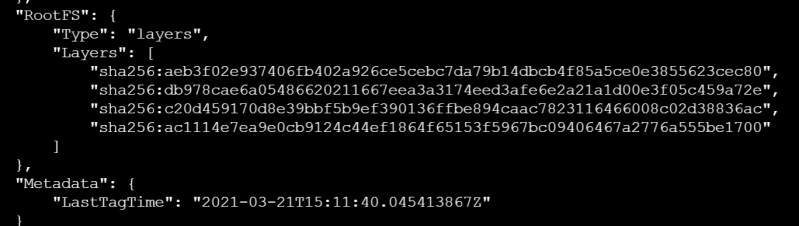 },
"RootFS": {
"Type": "layers",
"Layers": [
"sha256:aeb3f02e937406fb402a926ce5cebc7da79b14dbcb4f85a5ce0e3855623cec80",
"sha256:db978cae6a05486620211667eea3a3174eed3afe6e2a21a1d00e3f05c459a72e",
"sha256:c20d459170d8e39bbf5b9ef390136ffbe894caac7823116466008c02d38836ac",
"sha256:ac1114e7ea9e0cb9124c44ef1864f65153f5967bc09406467a2776a555be1700"
]
},
"Metadata": {
"LastTagTime": "2021-03-21T15:11:40.045413867Z"
}